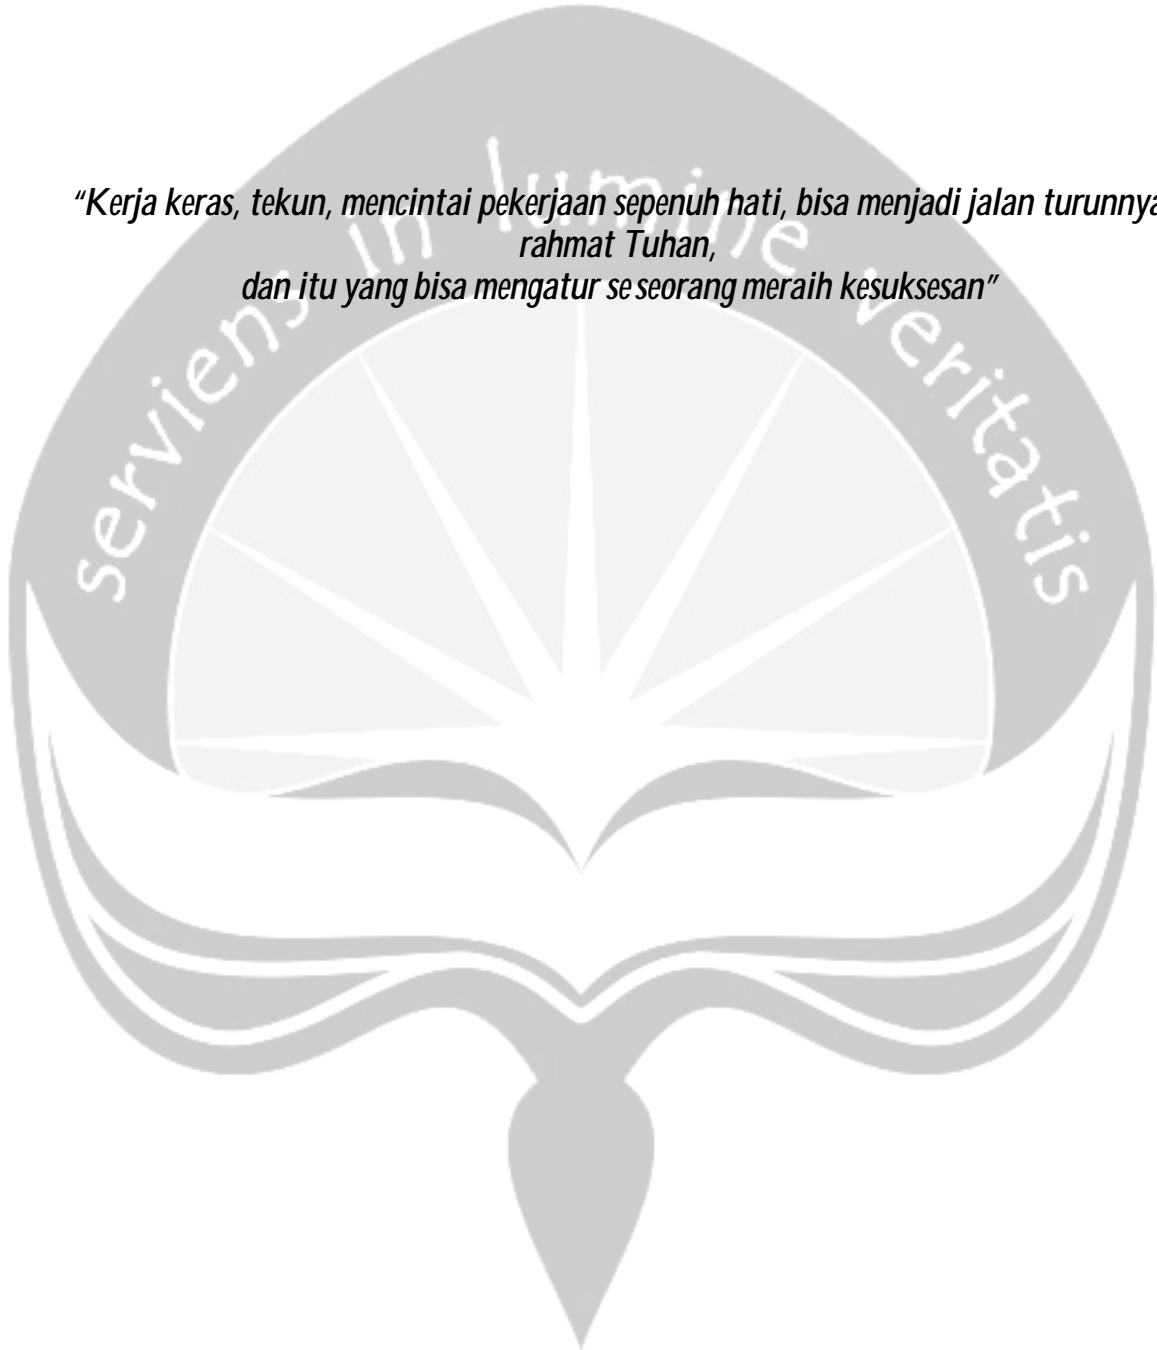 “Kerja keras, tekun, mencintai pekerjaan sepenuh hati, bisa menjadi jalan turunnya
rahmat Tuhan,
dan itu yang bisa mengatur seseorang meraih kesuksesan”
serviens in lumine veritatis